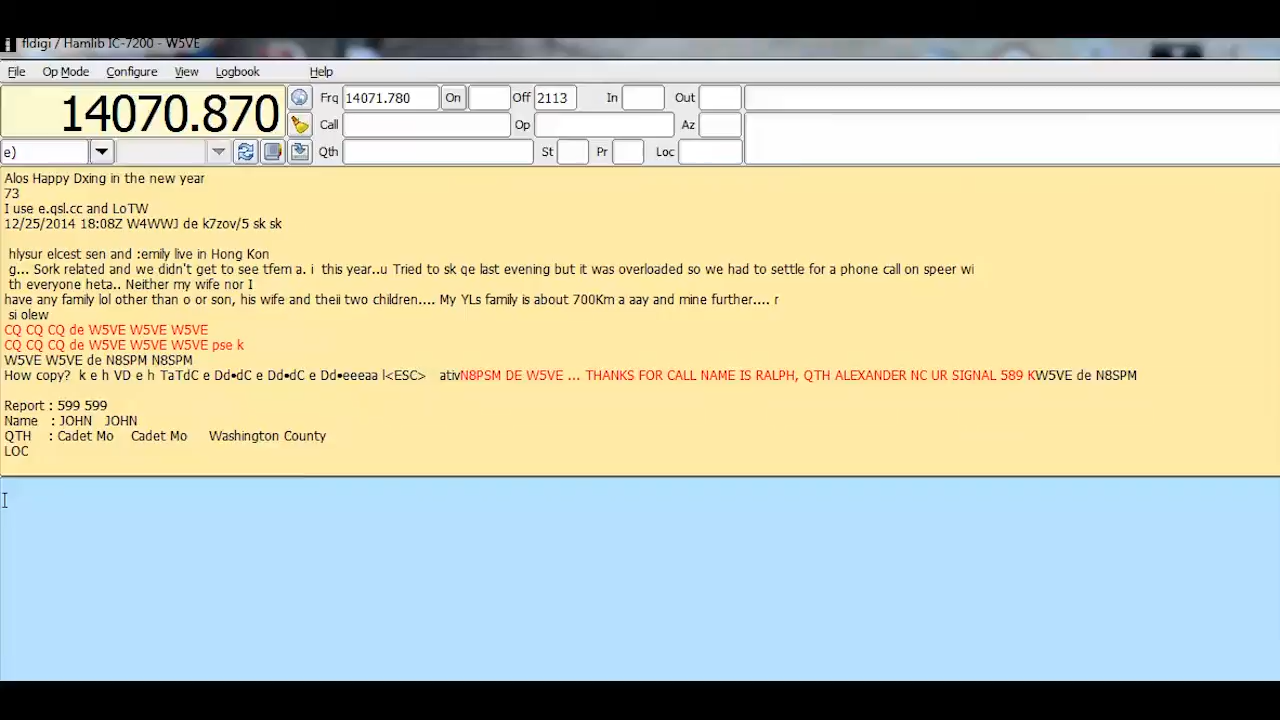 fldigi / Hamlib IC-7200 - W5VE
File Op Mode Configure View Logbook Help
14070.870 Frq 14071.780 On Off 2113 In Out
Call Op Az
e) Qth St Pr Loc
Alos Happy Dxing in the new year
73
I use e.qsl.cc and LoTW
12/25/2014 18:08Z W4WWJ de k7zov/5 sk sk
hlysur elcest sen and :emily live in Hong Kon
g... Sork related and we didn't get to see tfem a. i this year..u Tried to sk qe last evening but it was overloaded so we had to settle for a phone call on speer wi
th everyone heta.. Neither my wife nor I
have any family lol other than o or son, his wife and theii two children.... My YLs family is about 700Km a aay and mine further.... r
si olew
CQ CQ CQ de W5VE W5VE W5VE
CQ CQ CQ de W5VE W5VE W5VE pse k
W5VE W5VE de N8SPM N8SPM
How copy? k e h VD e h TaTdC e Dd•dC e Dd•dC e Dd•eeeaa l<ESC> ativN8PSM DE W5VE ... THANKS FOR CALL NAME IS RALPH, QTH ALEXANDER NC UR SIGNAL 589 KW5VE de N8SPM
Report : 599 599
Name : JOHN JOHN
QTH : Cadet Mo Cadet Mo Washington County
LOC